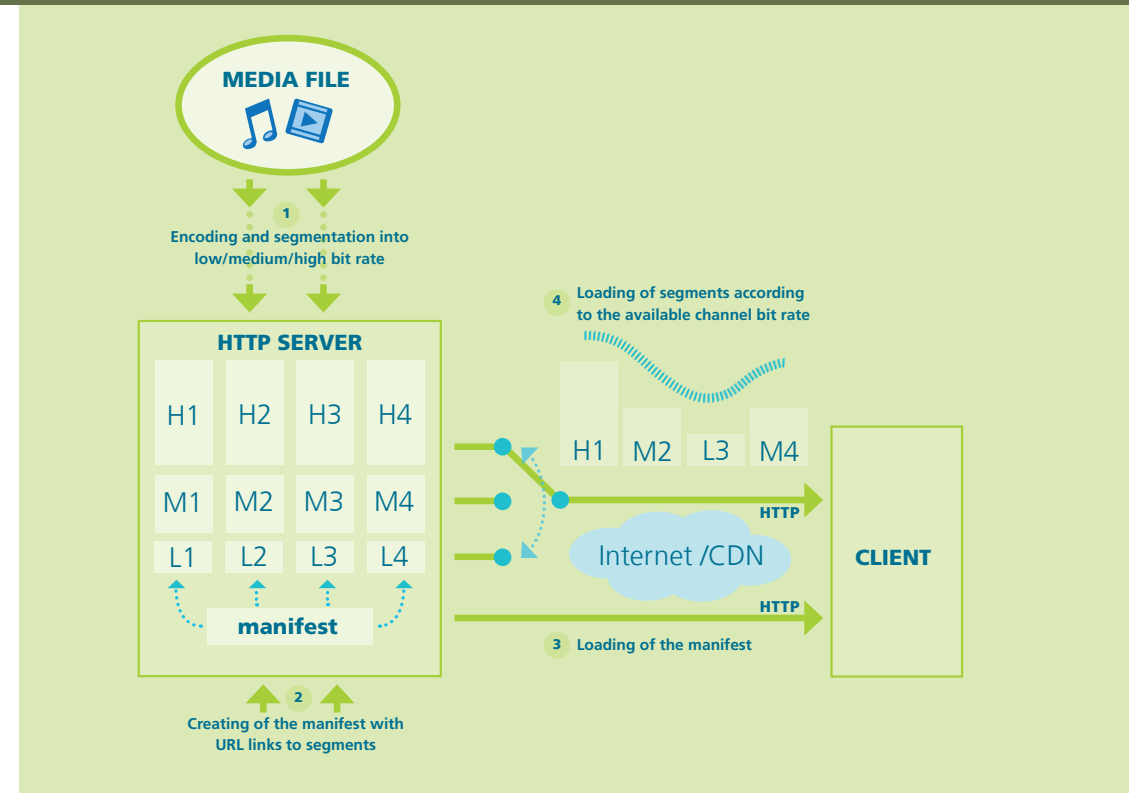 MEDIA FILE
1
Encoding and segmentation into
low/medium/high bit rate
HTTP SERVER
H1 H2 H3 H4
M1 M2 M3 M4
L1 L2 L3 L4
manifest
2
Creating of the manifest with
URL links to segments
4
Loading of segments according
to the available channel bit rate
H1 M2 L3 M4
HTTP
Internet /CDN
HTTP
3 Loading of the manifest
CLIENT